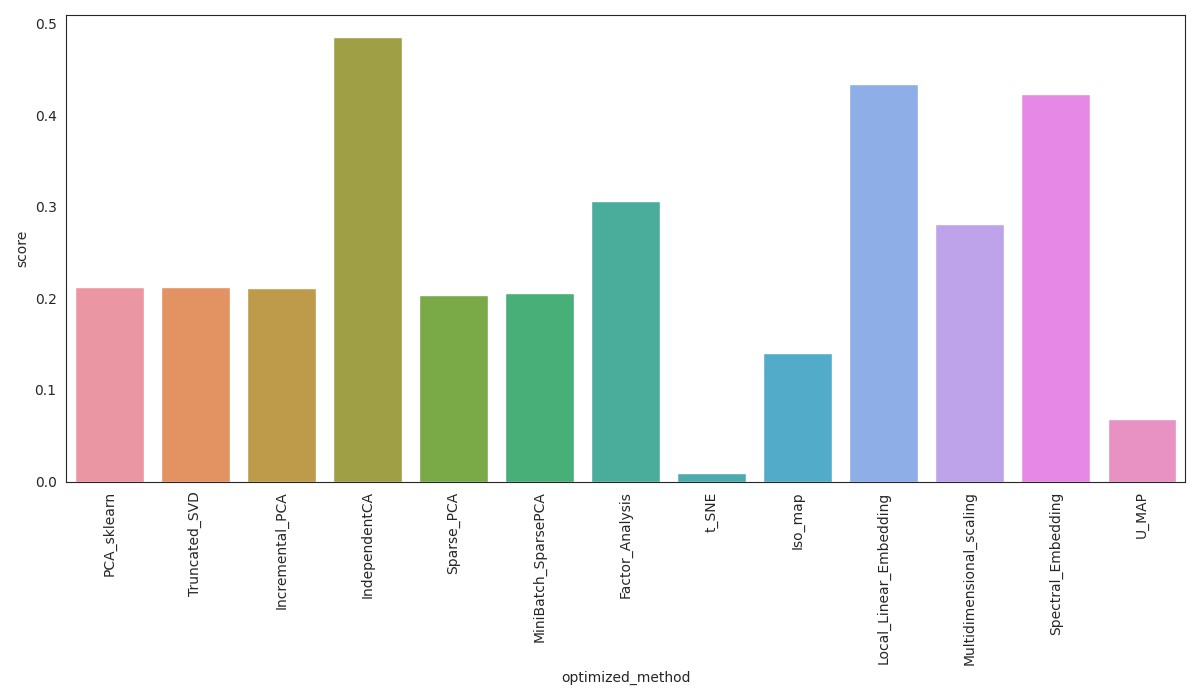 0.5
0.4
0.3
0.2
0.1
0.0
score
PCA_sklearn
Truncated_SVD
Incremental_PCA
IndependentCA
Sparse_PCA
MiniBatch_SparsePCA
Factor_Analysis
t_SNE
Iso_map
Local_Linear_Embedding
Multidimensional_scaling
Spectral_Embedding
U_MAP
optimized_method